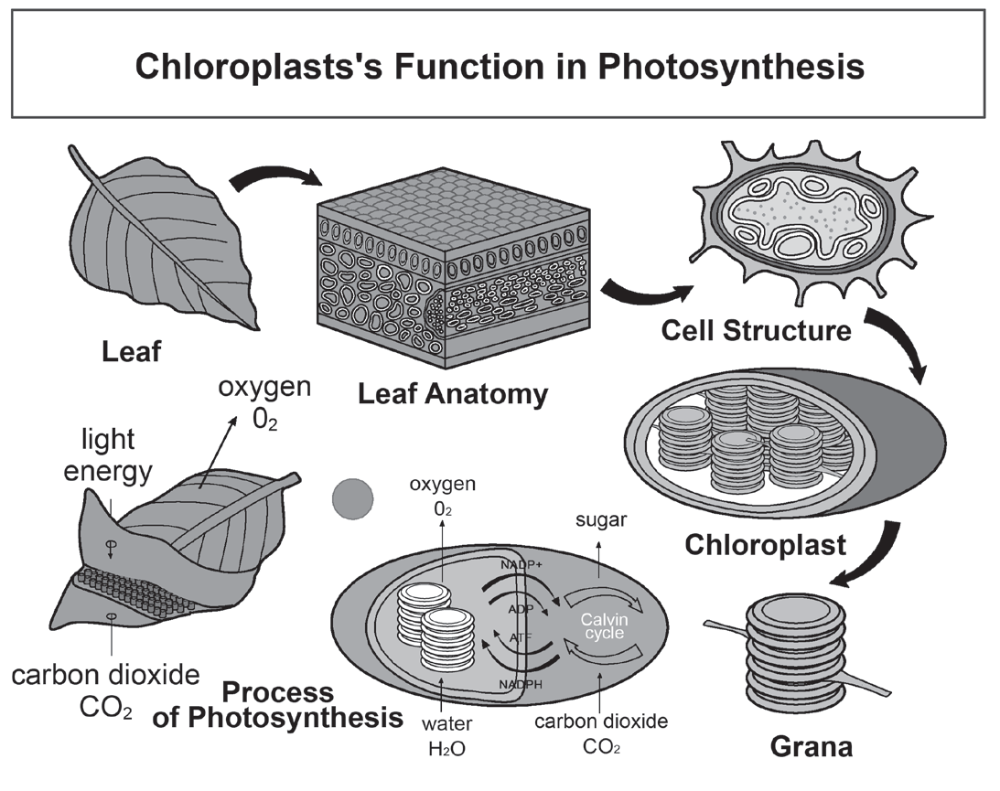 Chloroplasts's Function in Photosynthesis
Leaf
Leaf Anatomy
Cell Structure
Chloroplast
Grana
oxygen
0₂
light
energy
carbon dioxide
CO₂
Process
of Photosynthesis
oxygen
0₂
sugar
NADP+
ADP
ATF
NADPH
Calvin
cycle
water
H₂O
carbon dioxide
CO₂